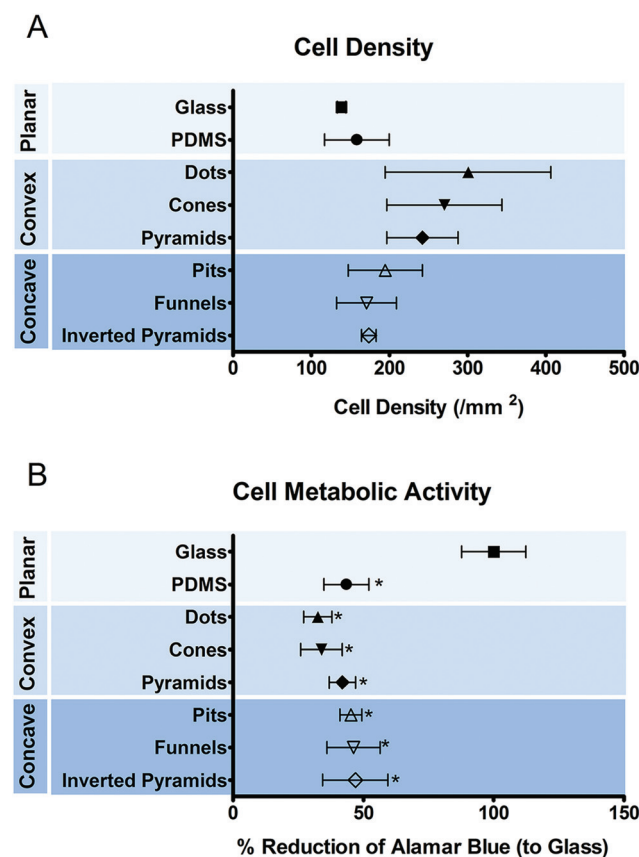 A
Cell Density
Planar
Glass
PDMS
Convex
Dots
Cones
Pyramids
Concave
Pits
Funnels
Inverted Pyramids
0 100 200 300 400 500
Cell Density (/mm ²)
B
Cell Metabolic Activity
Planar
Glass
PDMS *
Convex
Dots *
Cones *
Pyramids *
Concave
Pits *
Funnels *
Inverted Pyramids *
0 50 100 150
% Reduction of Alamar Blue (to Glass)